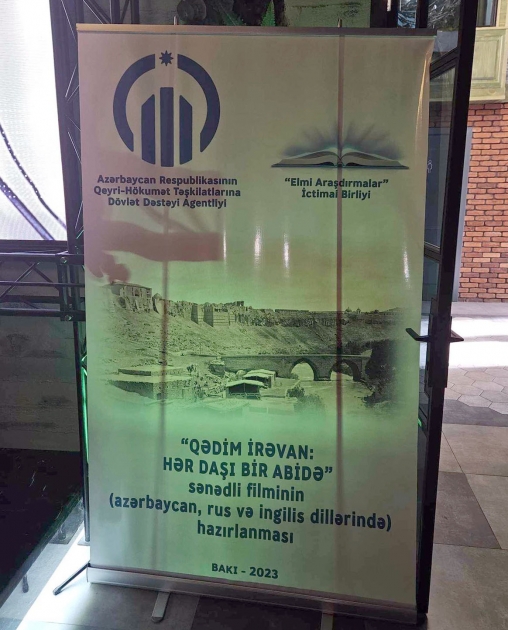 Azərbaycan Respublikasının
Qeyri-Hökumət Təşkilatlarına
Dövlət Dəstəyi Agentliyi
"Elmi Araşdırmalar"
İctimai Birliyi
"QƏDİM İRƏVAN:
HƏR DAŞI BİR ABİDƏ"
sənədli filminin
(azərbaycan, rus və ingilis dillərində)
hazırlanması
BAKI - 2023